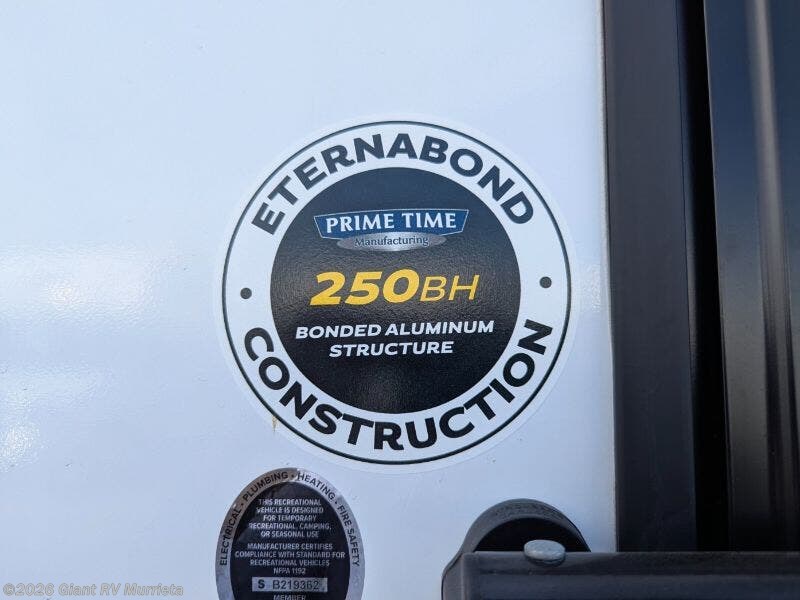 ETERNABOND
PRIME TIME
Manufacturing
250BH
BONDED ALUMINUM
STRUCTURE
CONSTRUCTION
ELECTRICAL • PLUMBING • HEATING • FIRE SAFETY
THIS RECREATIONAL
VEHICLE IS DESIGNED
FOR TEMPORARY
RECREATIONAL, CAMPING,
OR SEASONAL USE
MANUFACTURER CERTIFIES
COMPLIANCE WITH STANDARD FOR
RECREATIONAL VEHICLES
NFPA 1192
S B219362
MEMBER
©2026 Giant RV Murrieta